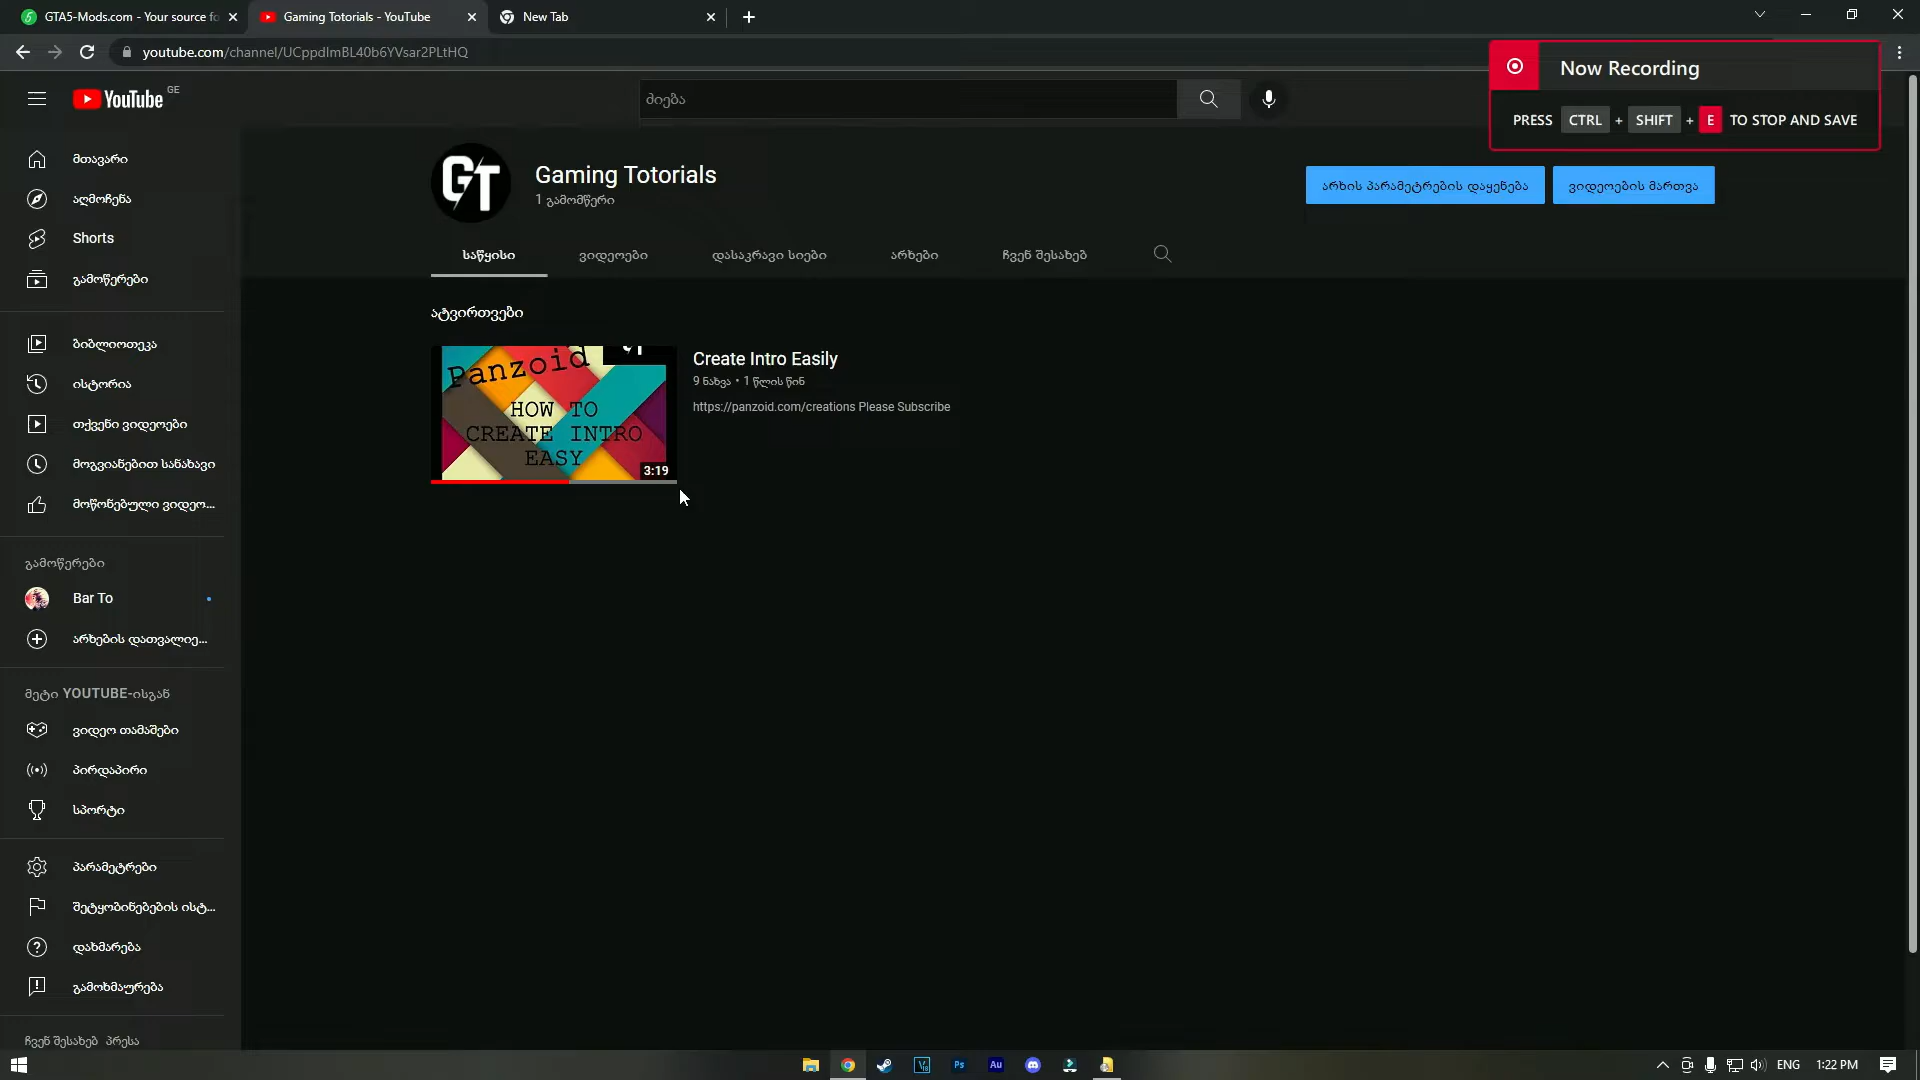 GTA5-Mods.com - Your source fo
Gaming Totorials - YouTube
New Tab
youtube.com/channel/UCppdlmBL40b6YVsar2PLtHQ
Now Recording
PRESS CTRL + SHIFT + E TO STOP AND SAVE
YouTube GE
ძიება
მთავარი
აღმოჩენა
Shorts
გამოწერები
ბიბლიოთეკა
ისტორია
თქვენი ვიდეოები
მოგვიანებით სანახავი
მოწონებული ვიდეო...
გამოწერები
Bar To
არხების დათვალიე...
მეტი YOUTUBE-ისგან
ვიდეო თამაშები
პირდაპირი
სპორტი
პარამეტრები
შეტყობინებების ისტ...
დახმარება
გამოხმაურება
ჩვენ შესახებ პრესა
GT
Gaming Totorials
1 გამომწერი
არხის პარამეტრების დაყენება
ვიდეოების მართვა
საწყისი
ვიდეოები
დასაკრავი სიები
არხები
ჩვენ შესახებ
ატვირთვები
Panzoid
HOW TO
CREATE INTRO
EASY
3:19
Create Intro Easily
9 ნახვა • 1 წლის წინ
https://panzoid.com/creations Please Subscribe
Ps
Au
ENG
1:22 PM